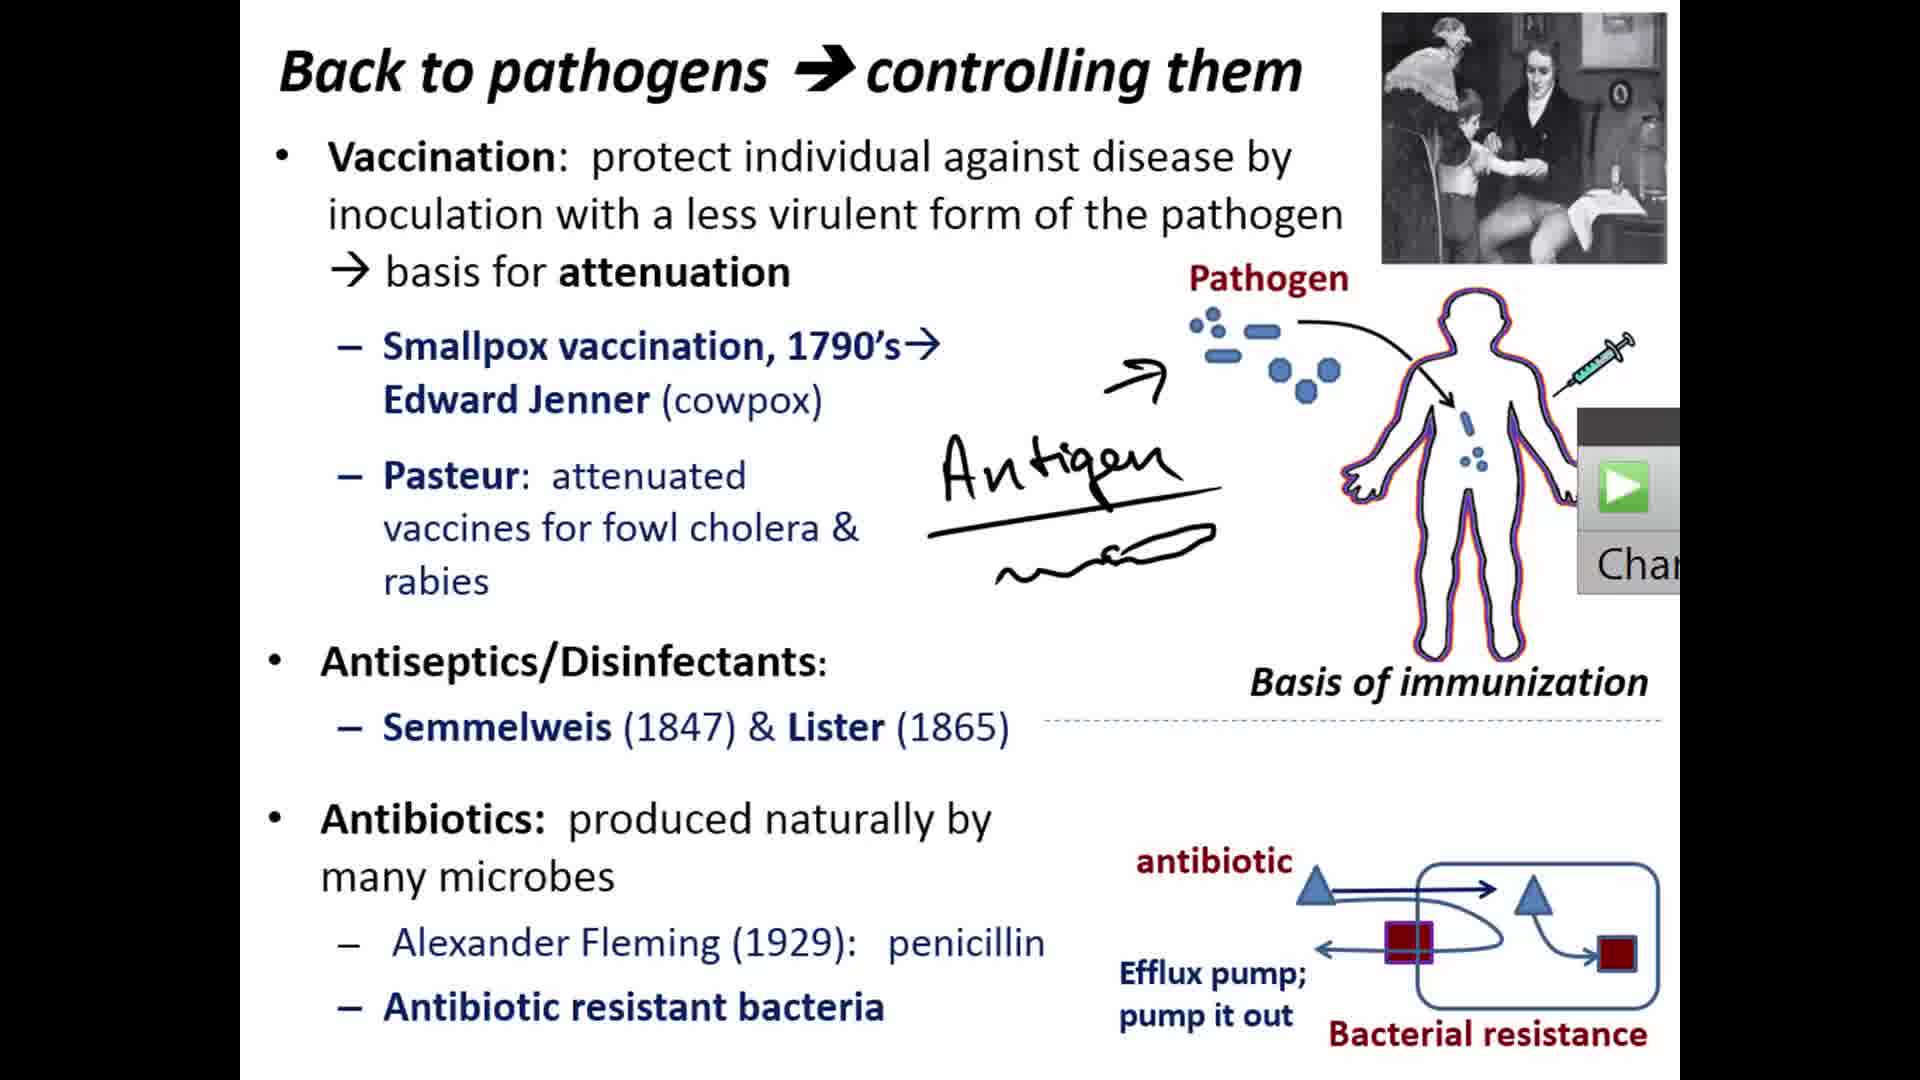 Back to pathogens ➔ controlling them
• Vaccination: protect individual against disease by
inoculation with a less virulent form of the pathogen
→ basis for attenuation
– Smallpox vaccination, 1790’s→
Edward Jenner (cowpox)
– Pasteur: attenuated
vaccines for fowl cholera &
rabies
Pathogen
Antigen
Char
Basis of immunization
• Antiseptics/Disinfectants:
– Semmelweis (1847) & Lister (1865)
• Antibiotics: produced naturally by
many microbes
– Alexander Fleming (1929): penicillin
– Antibiotic resistant bacteria
antibiotic
Efflux pump;
pump it out
Bacterial resistance